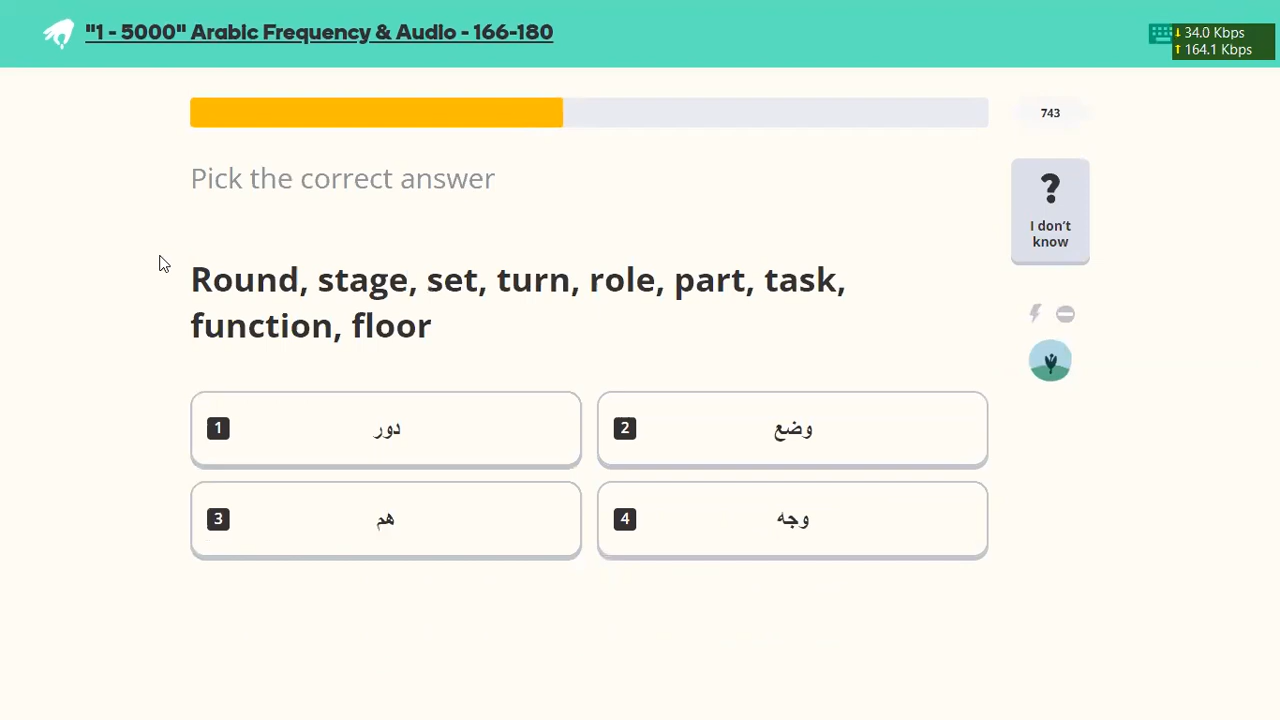 "1 - 5000" Arabic Frequency & Audio - 166-180
↓ 34.0 Kbps
↑ 164.1 Kbps
743
Pick the correct answer
?
I don't
know
Round, stage, set, turn, role, part, task,
function, floor
1 دور
2 وضع
3 هم
4 وجه